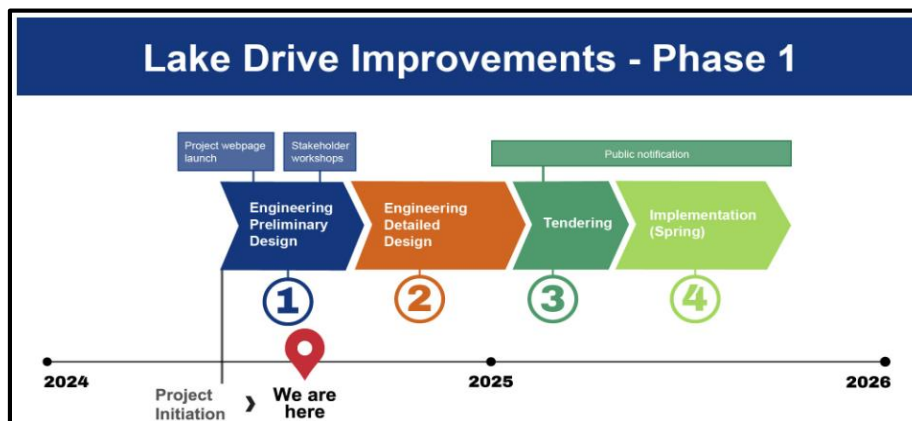 Lake Drive Improvements - Phase 1
Project webpage
launch
Stakeholder
workshops
Public notification
Engineering
Preliminary
Design
Engineering
Detailed
Design
Tendering
Implementation
(Spring)
1
2
3
4
2024
2025
2026
Project
Initiation
>
We are
here